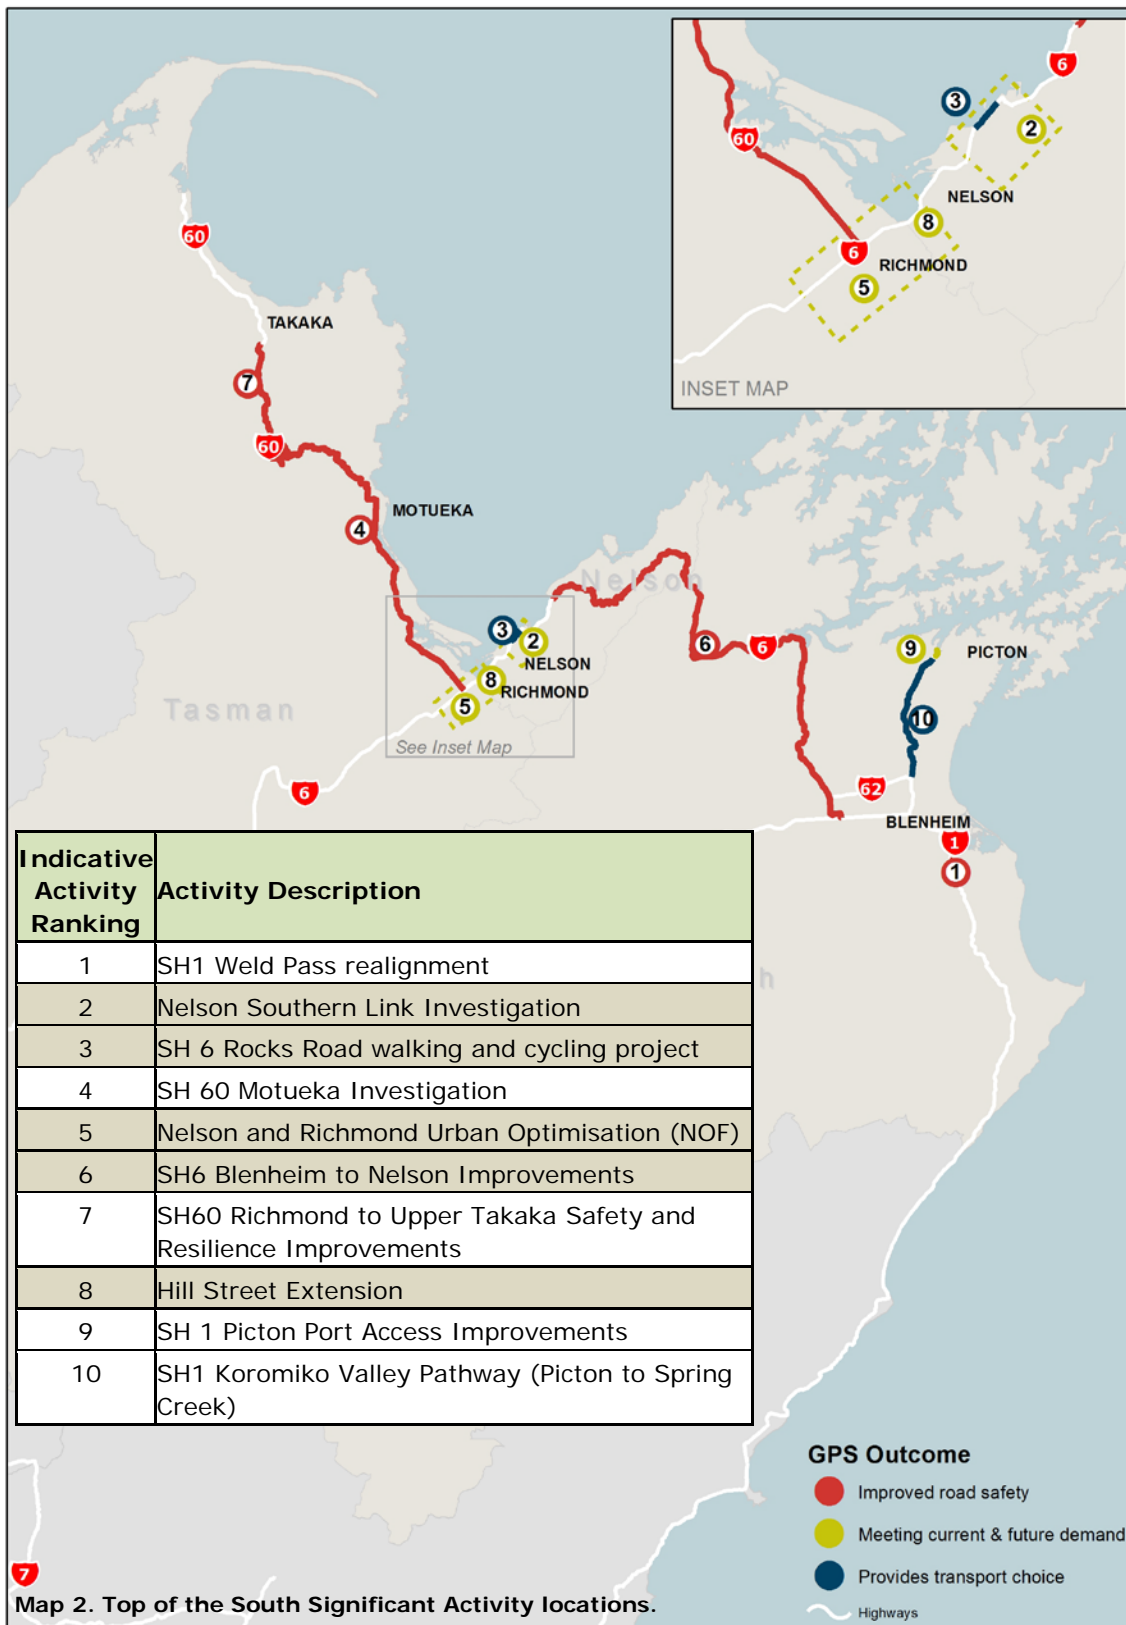 3
6
2
60
NELSON
8
6
RICHMOND
5
INSET MAP
60
TAKAKA
7
60
MOTUEKA
4
Nelson
3
2
NELSON
8
RICHMOND
5
See Inset Map
Tasman
6
6
6
9
PICTON
10
62
BLENHEIM
1
1
h
Indicative Activity Ranking
Activity Description
1 SH1 Weld Pass realignment
2 Nelson Southern Link Investigation
3 SH 6 Rocks Road walking and cycling project
4 SH 60 Motueka Investigation
5 Nelson and Richmond Urban Optimisation (NOF)
6 SH6 Blenheim to Nelson Improvements
7 SH60 Richmond to Upper Takaka Safety and
Resilience Improvements
8 Hill Street Extension
9 SH 1 Picton Port Access Improvements
10 SH1 Koromiko Valley Pathway (Picton to Spring
Creek)
GPS Outcome
Improved road safety
Meeting current & future demand
Provides transport choice
Highways
7
Map 2. Top of the South Significant Activity locations.